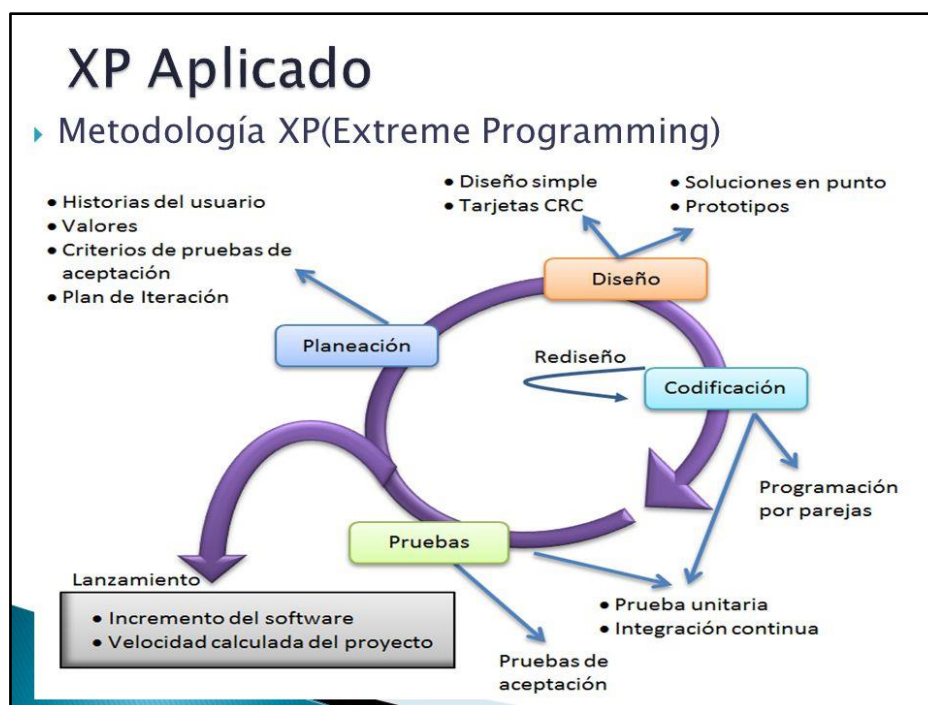 XP Aplicado
Metodología XP(Extreme Programming)
• Historias del usuario
• Valores
• Criterios de pruebas de
aceptación
• Plan de Iteración
• Diseño simple
• Tarjetas CRC
• Soluciones en punto
• Prototipos
Diseño
Planeación
Rediseño
Codificación
Programación
por parejas
Pruebas
Lanzamiento
• Incremento del software
• Velocidad calculada del proyecto
• Prueba unitaria
• Integración continua
Pruebas de
aceptación